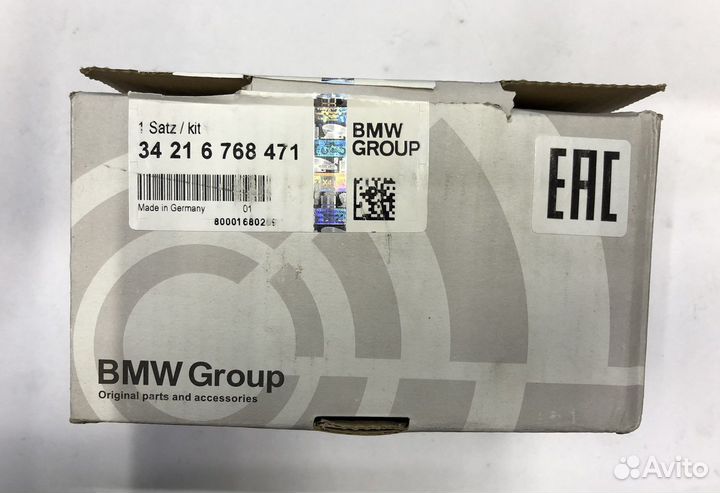 1 Satz / kit
34 21 6 768 471
Made in Germany 01
BMW
GROUP
EAC
BMW Group
Original parts and accessories
Avito